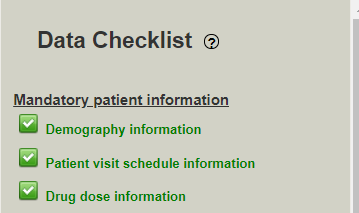 Data Checklist ?
Mandatory patient information
Demography information
Patient visit schedule information
Drug dose information